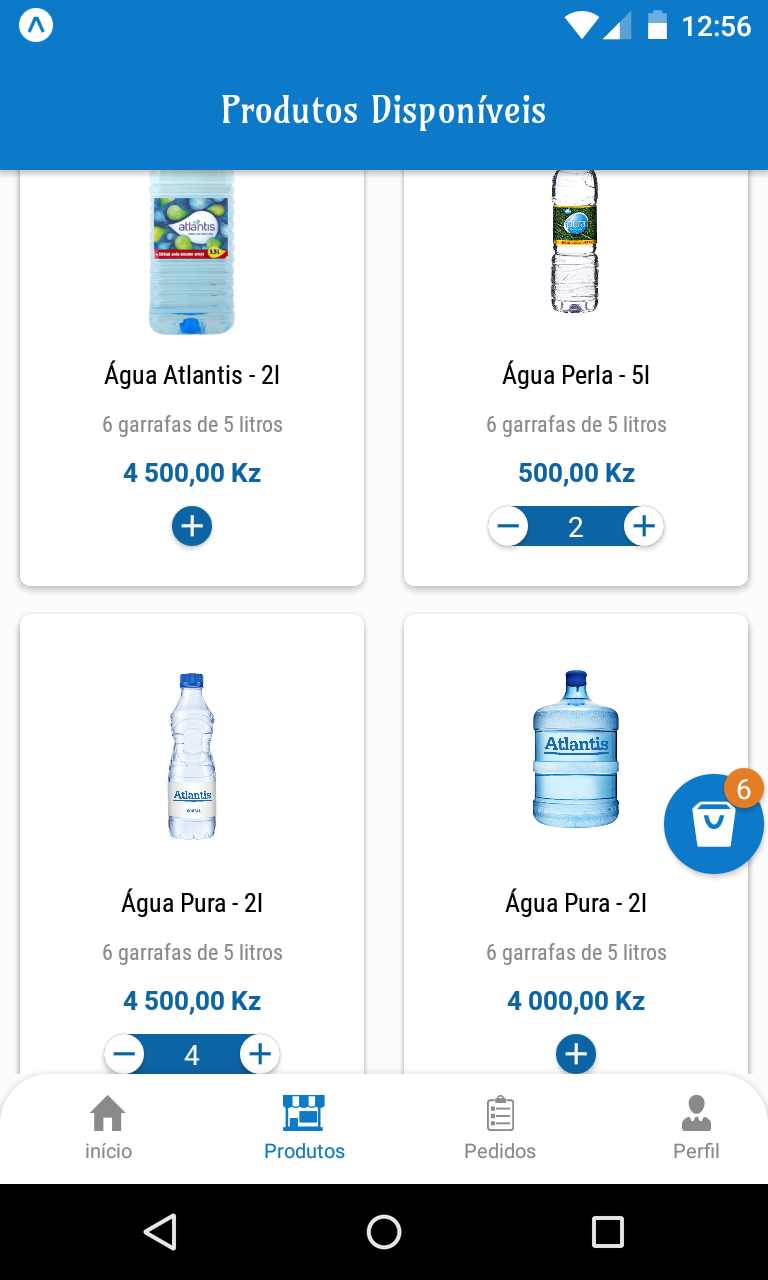 12:56
Produtos Disponíveis
atlantis
5,5L
pura
Água Atlantis - 2l
6 garrafas de 5 litros
4 500,00 Kz
Água Perla - 5l
6 garrafas de 5 litros
500,00 Kz
2
Atlantis
Atlantis
6
Água Pura - 2l
6 garrafas de 5 litros
4 500,00 Kz
4
Água Pura - 2l
6 garrafas de 5 litros
4 000,00 Kz
início
Produtos
Pedidos
Perfil